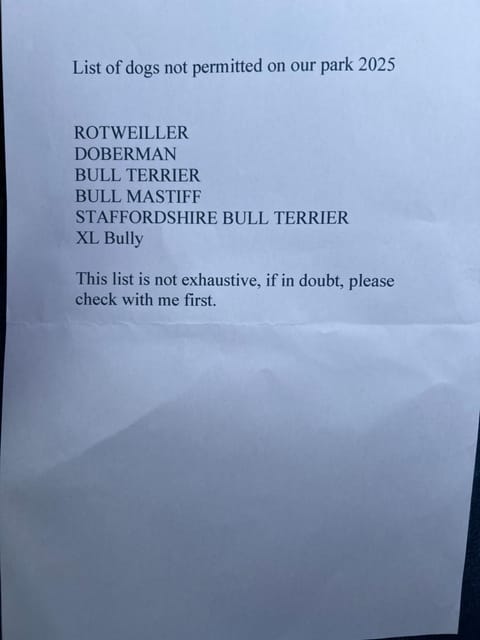 List of dogs not permitted on our park 2025
ROTWEILLER
DOBERMAN
BULL TERRIER
BULL MASTIFF
STAFFORDSHIRE BULL TERRIER
XL Bully
This list is not exhaustive, if in doubt, please
check with me first.